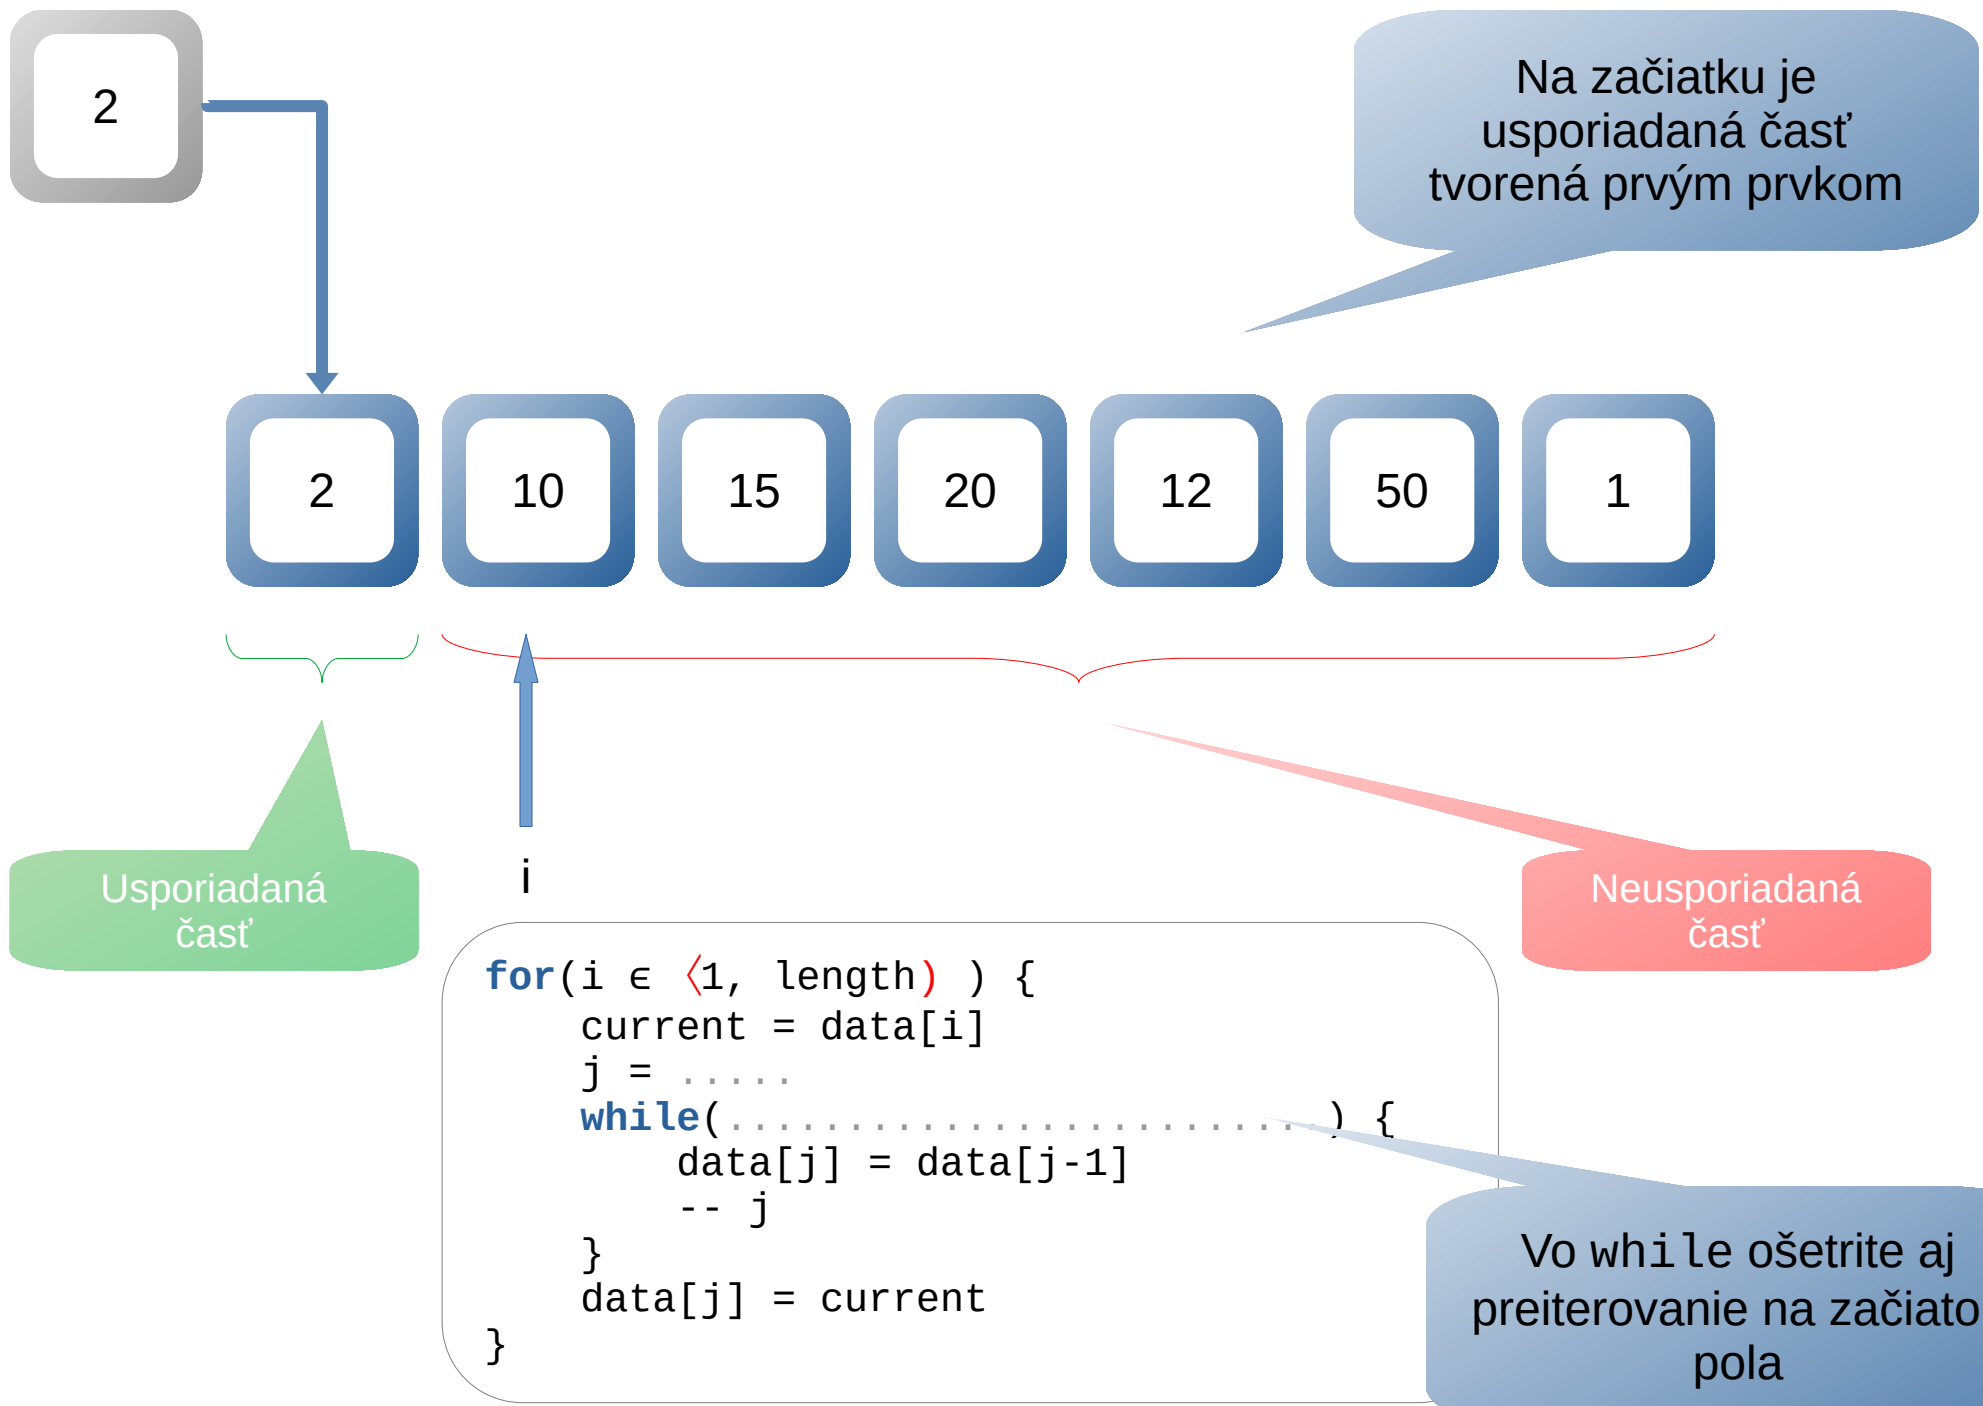 2
Na začiatku je
usporiadaná časť
tvorená prvým prvkom
2 10 15 20 12 50 1
i
Usporiadaná
časť
Neusporiadaná
časť
for(i ∊ 〈1, length) ) {
current = data[i]
j = .....
while(.........................) {
data[j] = data[j-1]
-- j
}
data[j] = current
}
Vo while ošetrite aj
preiterovanie na začiato
pola